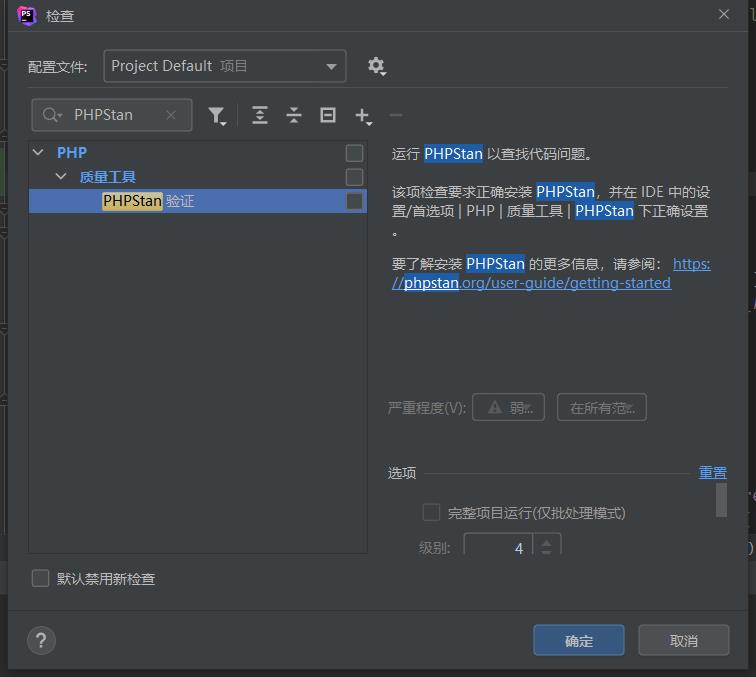 检查
配置文件: Project Default 项目
PHPStan
PHP
质量工具
PHPStan 验证
运行 PHPStan 以查找代码问题。
该项检查要求正确安装 PHPStan，并在 IDE 中的设
置/首选项 | PHP | 质量工具 | PHPStan 下正确设置
。
要了解安装 PHPStan 的更多信息，请参阅： https:
//phpstan.org/user-guide/getting-started
严重程度(V): 弱... 在所有范...
选项 重置
完整项目运行(仅批处理模式)
级别: 4
默认禁用新检查
? 确定 取消